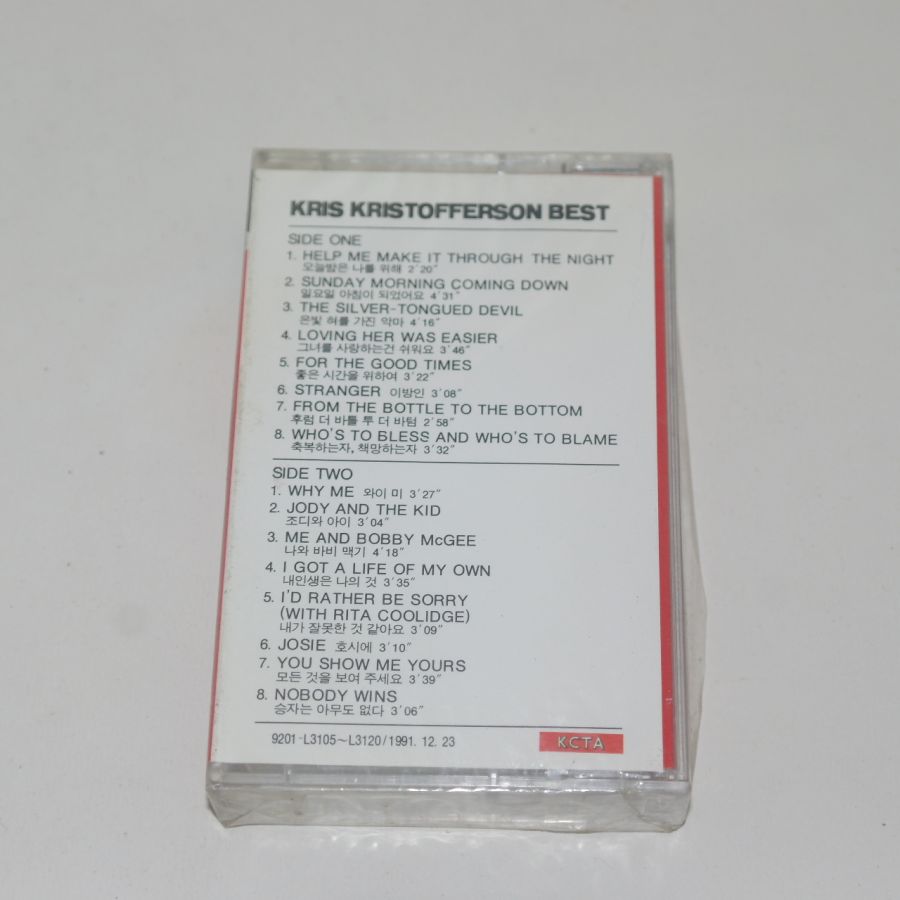 KRIS KRISTOFFERSON BEST
SIDE ONE
1. HELP ME MAKE IT THROUGH THE NIGHT
오늘밤은 나를 위해 2'20"
2. SUNDAY MORNING COMING DOWN
일요일 아침이 되었어요 4'31"
3. THE SILVER-TONGUED DEVIL
은빛 혀를 가진 악마 4'16"
4. LOVING HER WAS EASIER
그녀를 사랑하는건 쉬워요 3'46"
5. FOR THE GOOD TIMES
좋은 시간을 위하여 3'22"
6. STRANGER 이방인 3'08"
7. FROM THE BOTTLE TO THE BOTTOM
후럼 더 바틀 투 더 바텀 2'58"
8. WHO'S TO BLESS AND WHO'S TO BLAME
축복하는자, 책망하는자 3'32"
SIDE TWO
1. WHY ME 와이 미 3'27"
2. JODY AND THE KID
조디와 아이 3'04"
3. ME AND BOBBY McGEE
나와 바비 맥기 4'18"
4. I GOT A LIFE OF MY OWN
내인생은 나의 것 3'35"
5. I'D RATHER BE SORRY
(WITH RITA COOLIDGE)
내가 잘못한 것 같아요 3'09"
6. JOSIE 호시에 3'10"
7. YOU SHOW ME YOURS
모든 것을 보여 주세요 3'39"
8. NOBODY WINS
승자는 아무도 없다 3'06"
9201-L3105~L3120/1991. 12. 23
KCTA